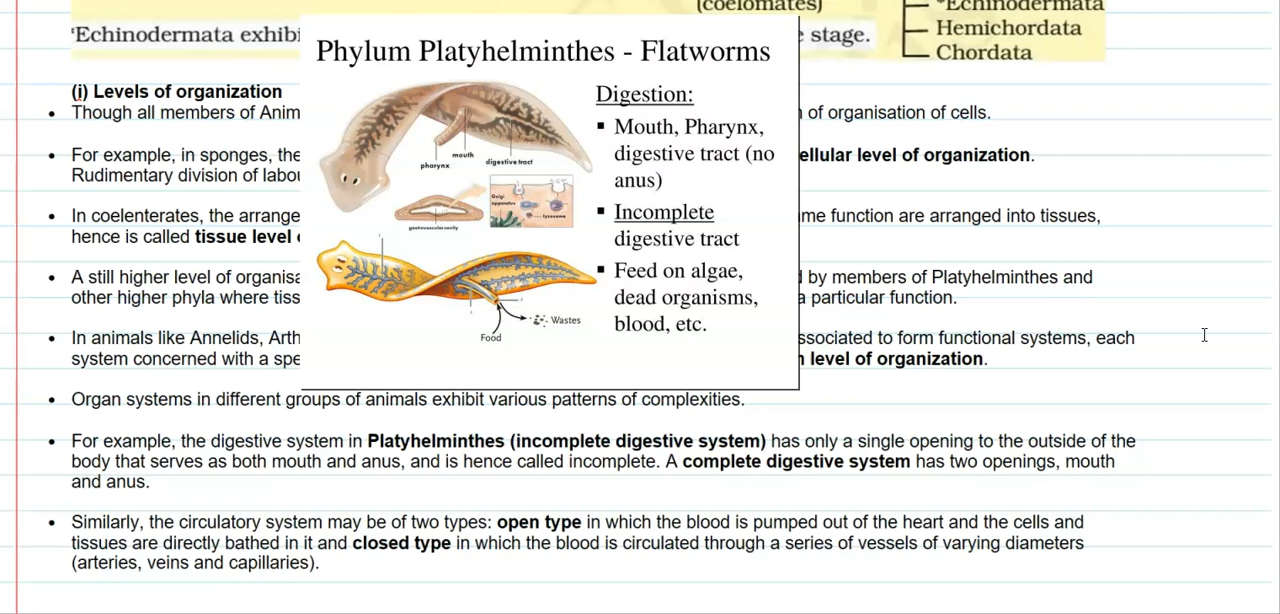 (coelomates)
*Echinodermata
Hemichordata
Chordata
'Echinodermata exhibi
e stage.
(i) Levels of organization
• Though all members of Anim
n of organisation of cells.
• For example, in sponges, the
ellular level of organization.
Rudimentary division of labou
• In coelenterates, the arrange
me function are arranged into tissues,
hence is called tissue level
• A still higher level of organisa
d by members of Platyhelminthes and
other higher phyla where tiss
a particular function.
• In animals like Annelids, Arth
ssociated to form functional systems, each
system concerned with a spe
n level of organization.
Phylum Platyhelminthes - Flatworms
pharynx
mouth
digestive tract
Golgi apparatus
lysosome
gastrovascular cavity
Food
Wastes
Digestion:
▪ Mouth, Pharynx,
digestive tract (no
anus)
▪ Incomplete
digestive tract
▪ Feed on algae,
dead organisms,
blood, etc.
• Organ systems in different groups of animals exhibit various patterns of complexities.
• For example, the digestive system in Platyhelminthes (incomplete digestive system) has only a single opening to the outside of the
body that serves as both mouth and anus, and is hence called incomplete. A complete digestive system has two openings, mouth
and anus.
• Similarly, the circulatory system may be of two types: open type in which the blood is pumped out of the heart and the cells and
tissues are directly bathed in it and closed type in which the blood is circulated through a series of vessels of varying diameters
(arteries, veins and capillaries).